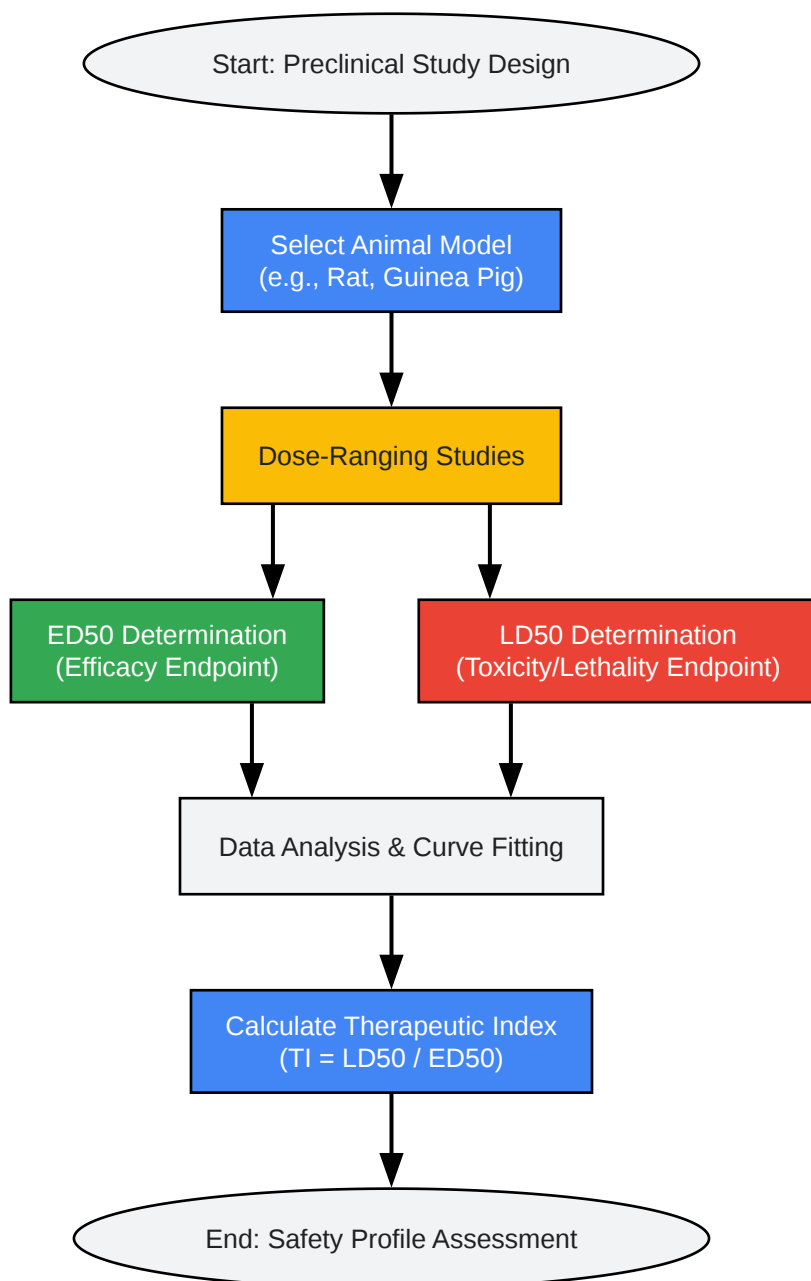 Start: Preclinical Study Design
Select Animal Model
(e.g., Rat, Guinea Pig)
Dose-Ranging Studies
ED50 Determination
(Efficacy Endpoint)
LD50 Determination
(Toxicity/Lethality Endpoint)
Data Analysis & Curve Fitting
Calculate Therapeutic Index
(TI = LD50 / ED50)
End: Safety Profile Assessment